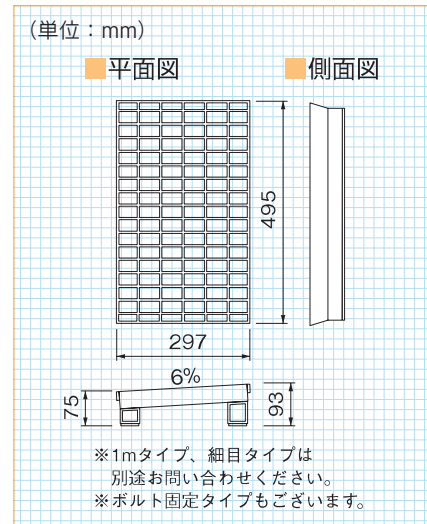 （単位：mm）
平面図
側面図
495
297
6%
75
93
※1mタイプ、細目タイプは
別途お問い合わせください。
※ボルト固定タイプもございます。